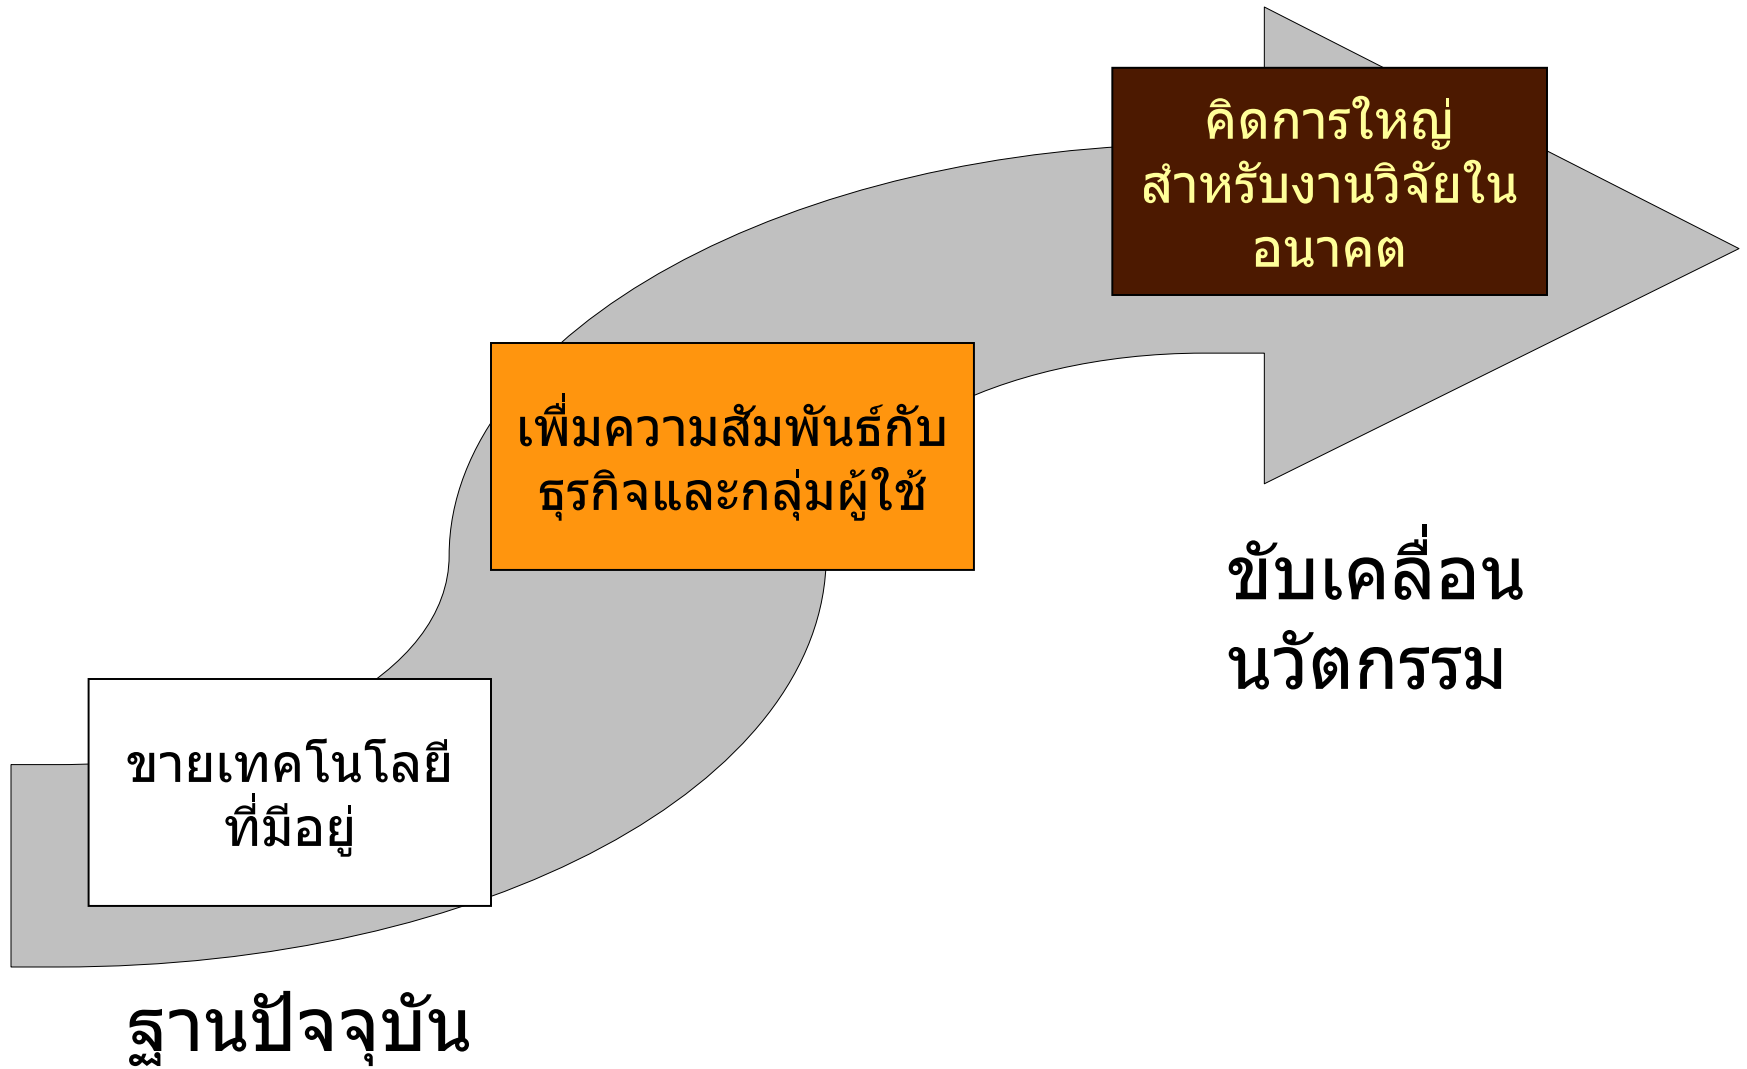 คิดการใหญ่
สำหรับงานวิจัยใน
อนาคต
เพื่มความสัมพันธ์กับ
ธุรกิจและกลุ่มผู้ใช้
ขับเคลื่อน
นวัตกรรม
ขายเทคโนโลยี
ที่มีอยู่
ฐานปัจจุบัน